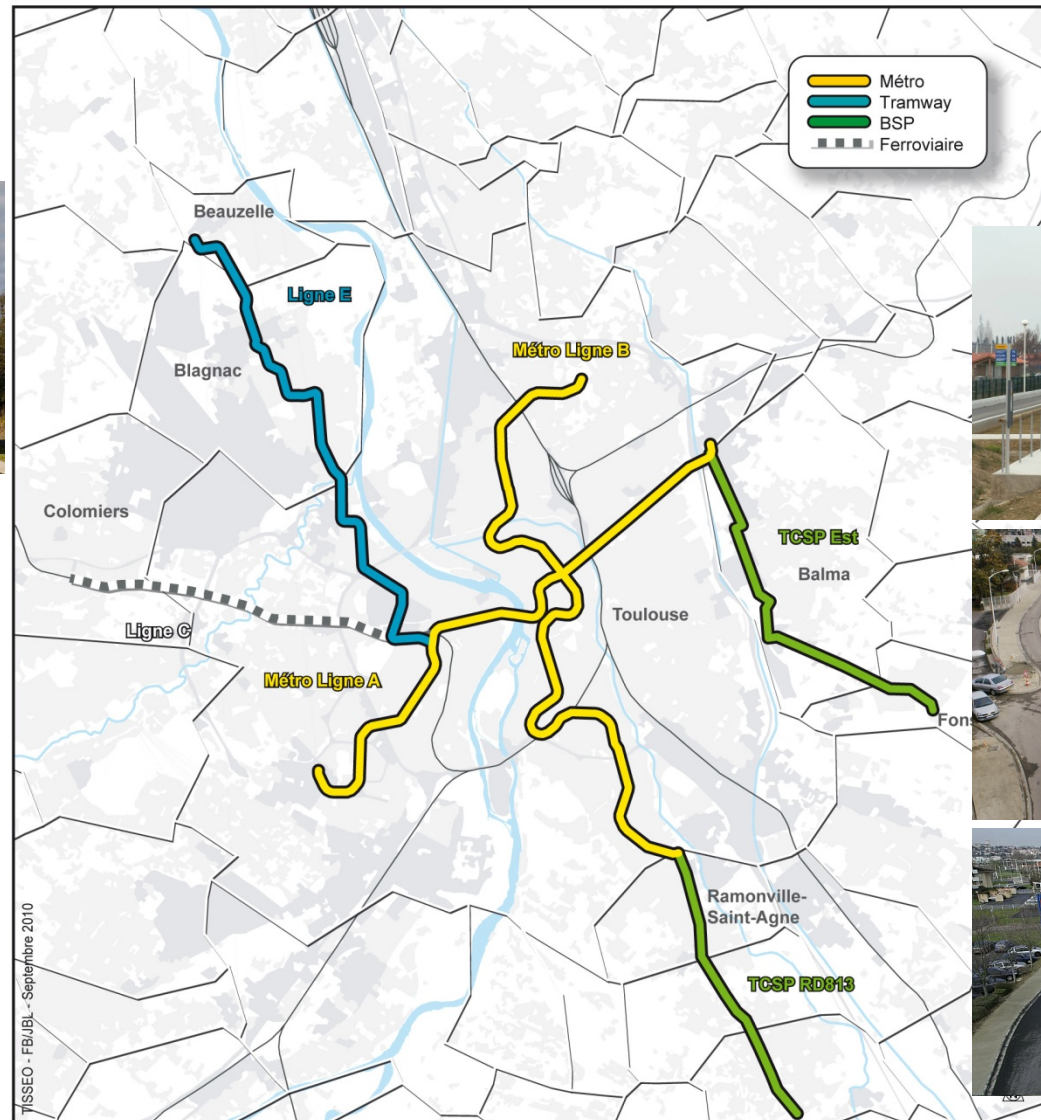 Métro
Tramway
BSP
Ferroviaire
Beauzelle
Ligne E
Métro Ligne B
Blagnac
Colomiers
TCSP Est
Balma
Toulouse
Ligne C
Métro Ligne A
Fons
Ramonville-
Saint-Agne
TCSP RD813
TISSEO - FB/JBL - Septembre 2010